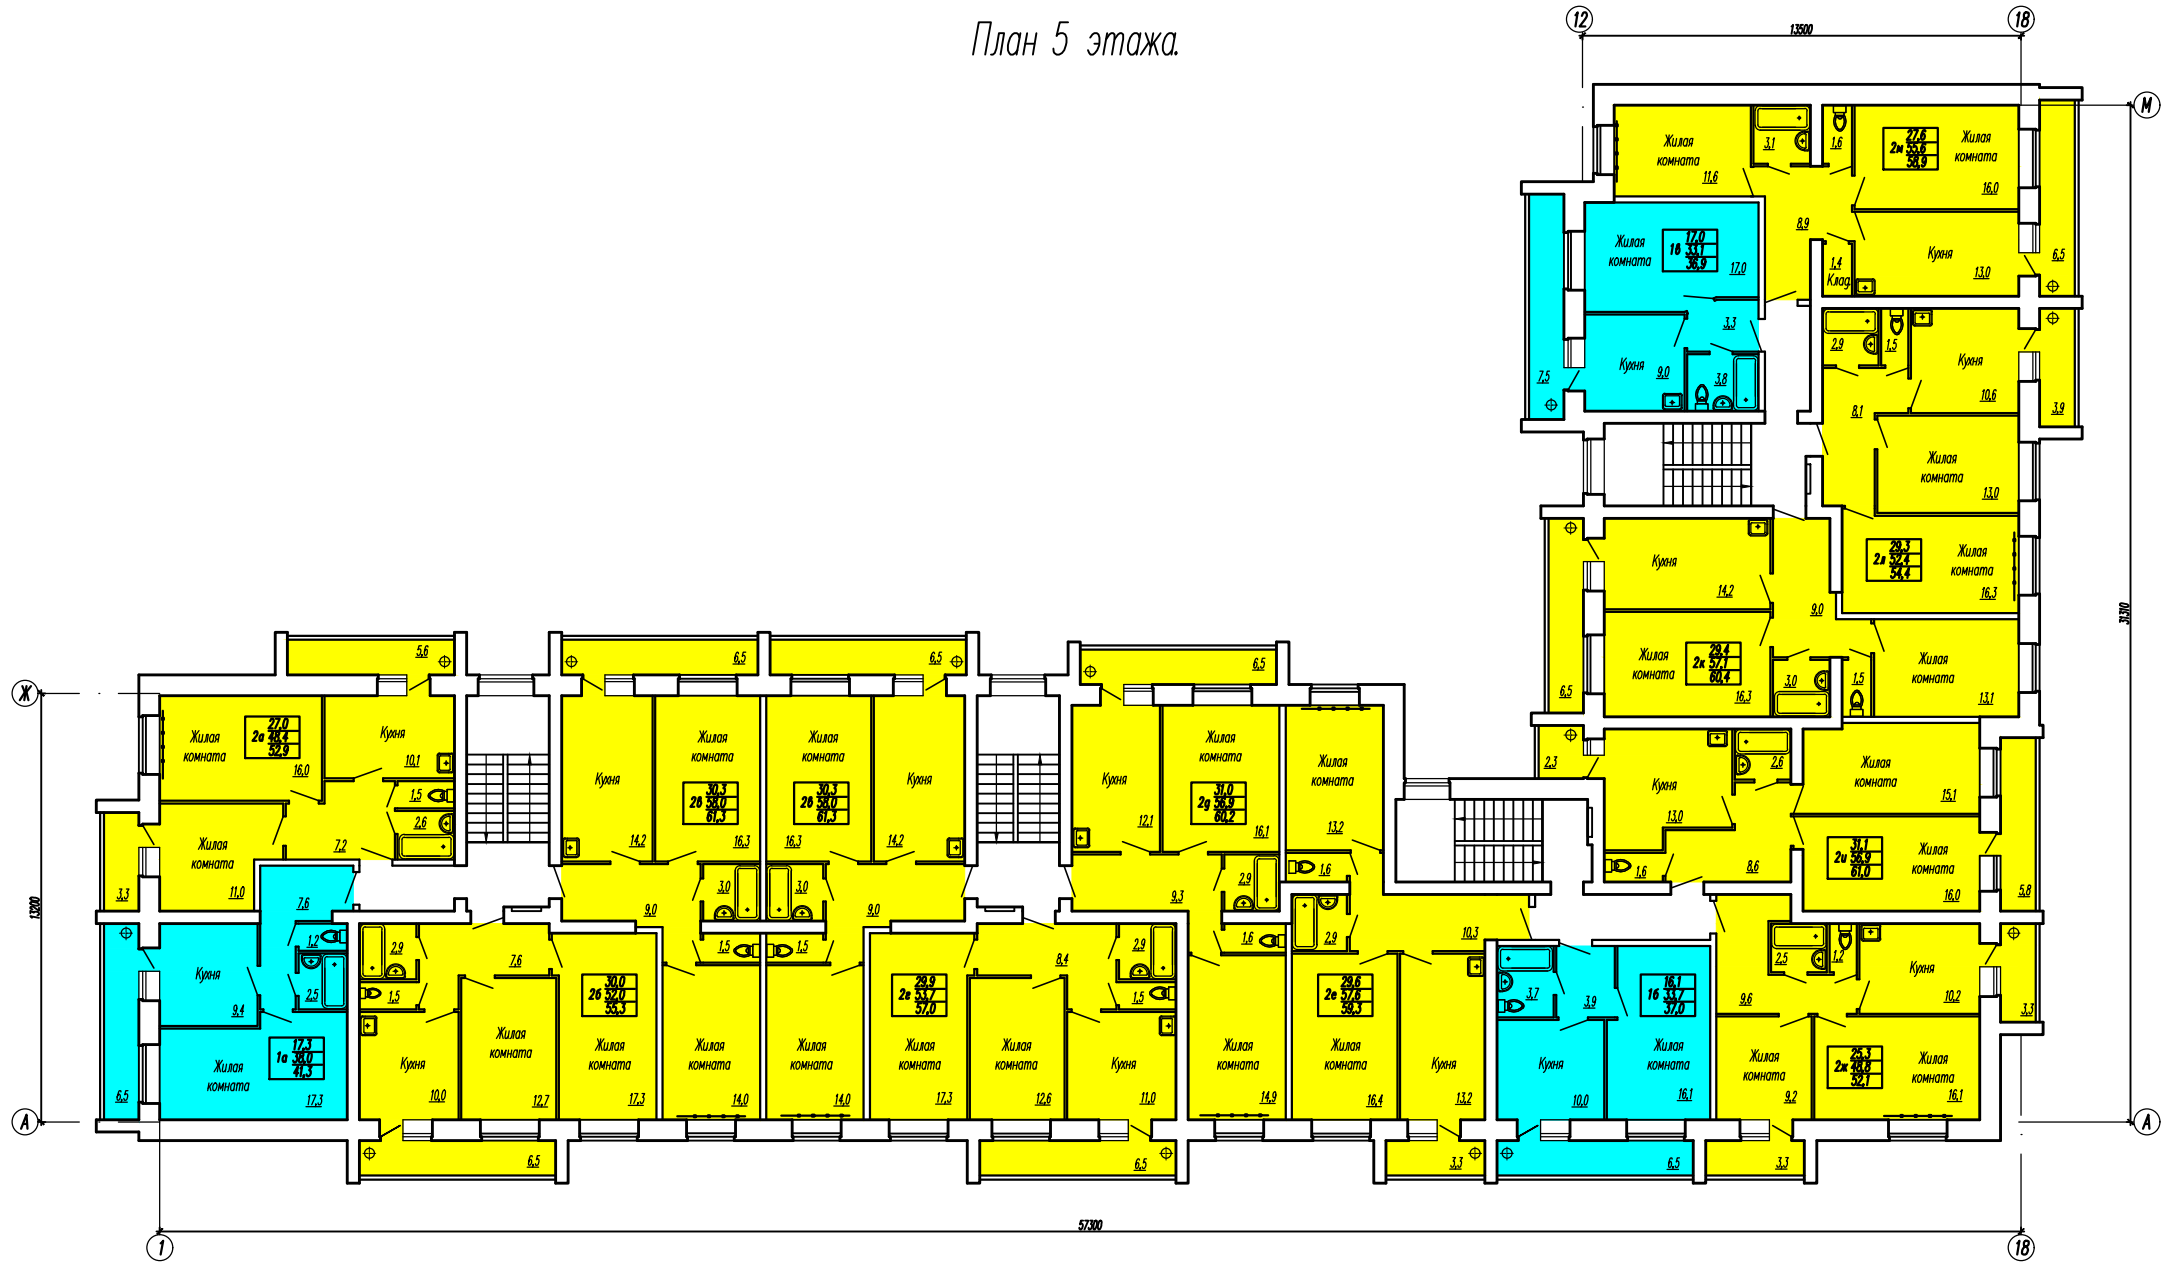 План 5 этажа.
12
18
13500
М
Жилая
комната
11,6
3,1
1,6
2м
27,6
55,6
58,9
Жилая
комната
16,0
8,9
1,4
Клад.
Кухня
13,0
6,5
Жилая
комната
1в
17,0
33,1
36,9
17,0
3,3
Кухня
9,0
3,8
7,5
2,9
1,5
Кухня
10,6
3,9
8,1
Жилая
комната
13,0
2л
29,3
52,4
54,4
Жилая
комната
16,3
Кухня
14,2
9,0
6,5
Жилая
комната
2к
29,4
57,1
60,4
16,3
3,0
1,5
Жилая
комната
13,1
31310
2,3
Кухня
13,0
2,6
1,6
8,6
Жилая
комната
15,1
2и
31,1
56,9
61,0
Жилая
комната
16,0
5,8
9,6
2,5
1,2
Кухня
10,2
3,3
Жилая
комната
9,2
2ж
25,3
48,8
52,1
Жилая
комната
16,1
3,3
А
Ж
13200
А
5,6
Жилая
комната
2а
27,0
48,4
52,9
16,0
Кухня
10,1
1,5
2,6
7,2
Жилая
комната
11,0
3,3
7,6
1,2
2,5
Кухня
9,4
6,5
Жилая
комната
1а
17,3
38,0
41,3
17,3
6,5
Кухня
14,2
Жилая
комната
2в
30,3
58,0
61,3
16,3
3,0
9,0
1,5
Жилая
комната
14,0
6,5
Жилая
комната
2в
30,3
58,0
61,3
16,3
Кухня
14,2
3,0
9,0
1,5
Жилая
комната
14,0
2,9
7,6
1,5
Кухня
10,0
Жилая
комната
12,7
2б
30,0
52,0
55,3
Жилая
комната
17,3
6,5
2е
29,9
53,7
57,0
Жилая
комната
17,3
8,4
2,9
1,5
Жилая
комната
12,6
Кухня
11,0
6,5
6,5
Кухня
12,1
Жилая
комната
2д
31,0
56,9
60,2
16,1
2,9
9,3
1,6
Жилая
комната
14,9
Жилая
комната
13,2
1,6
2,9
10,3
2е
29,6
57,6
59,3
Жилая
комната
16,4
Кухня
13,2
3,3
3,7
3,9
1б
16,1
33,7
37,0
Кухня
10,0
Жилая
комната
16,1
6,5
57300
1
18